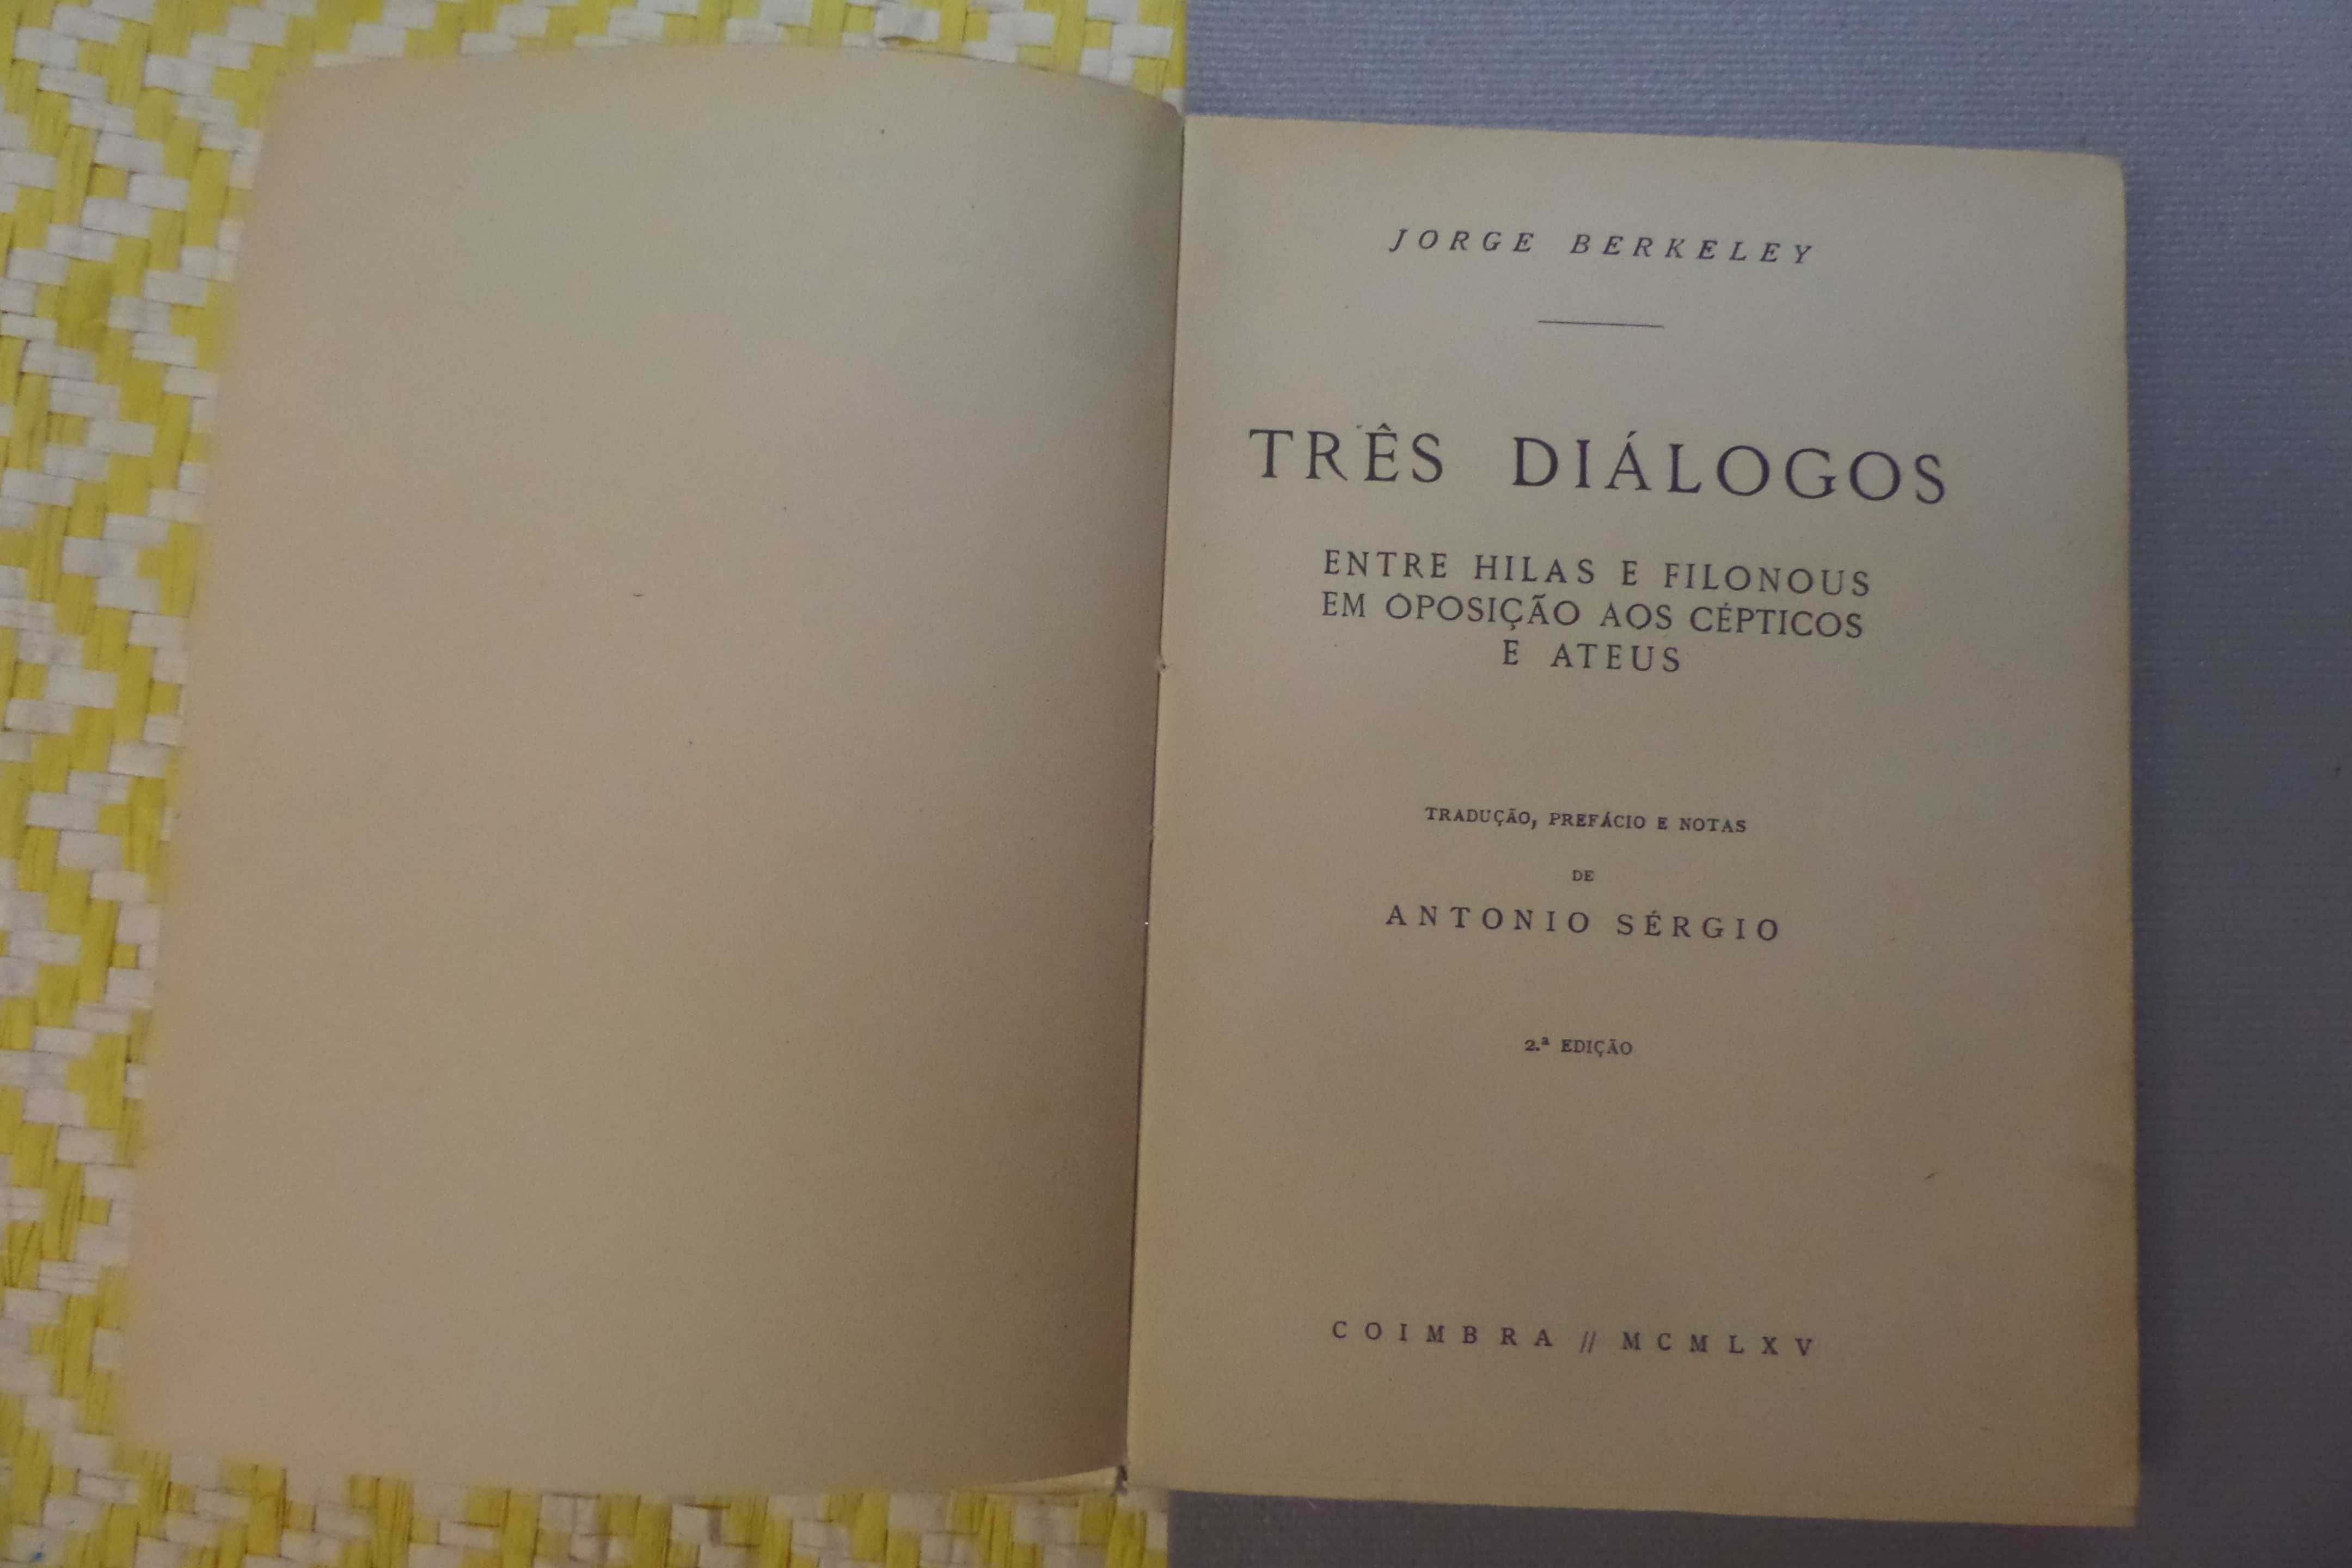 JORGE BERKELEY
TRÊS DIÁLOGOS
ENTRE HILAS E FILONOUS
EM OPOSIÇÃO AOS CÉPTICOS
E ATEUS
TRADUÇÃO, PREFÁCIO E NOTAS
DE
ANTONIO SÉRGIO
2.ª EDIÇÃO
COIMBRA // MCMLXV